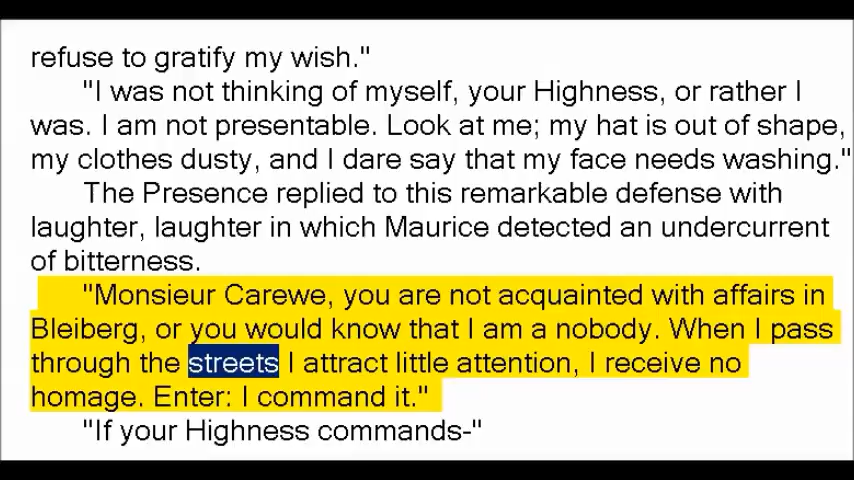 refuse to gratify my wish."
"I was not thinking of myself, your Highness, or rather I
was. I am not presentable. Look at me; my hat is out of shape,
my clothes dusty, and I dare say that my face needs washing."
The Presence replied to this remarkable defense with
laughter, laughter in which Maurice detected an undercurrent
of bitterness.
"Monsieur Carewe, you are not acquainted with affairs in
Bleiberg, or you would know that I am a nobody. When I pass
through the streets I attract little attention, I receive no
homage. Enter: I command it."
"If your Highness commands-"